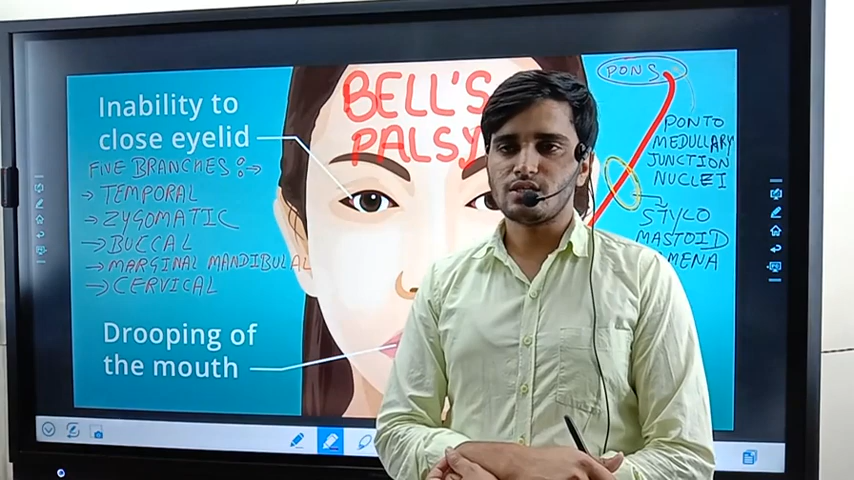 BELL'S
PALSY
Inability to
close eyelid
FIVE BRANCHES :→
→ TEMPORAL
→ ZYGOMATIC
→ BUCCAL
→ MARGINAL MANDIBULAL
→ CERVICAL
Drooping of
the mouth
PONS
PONTO
MEDULLARY
JUNCTION
NUCLEI
STYLO
MASTOID